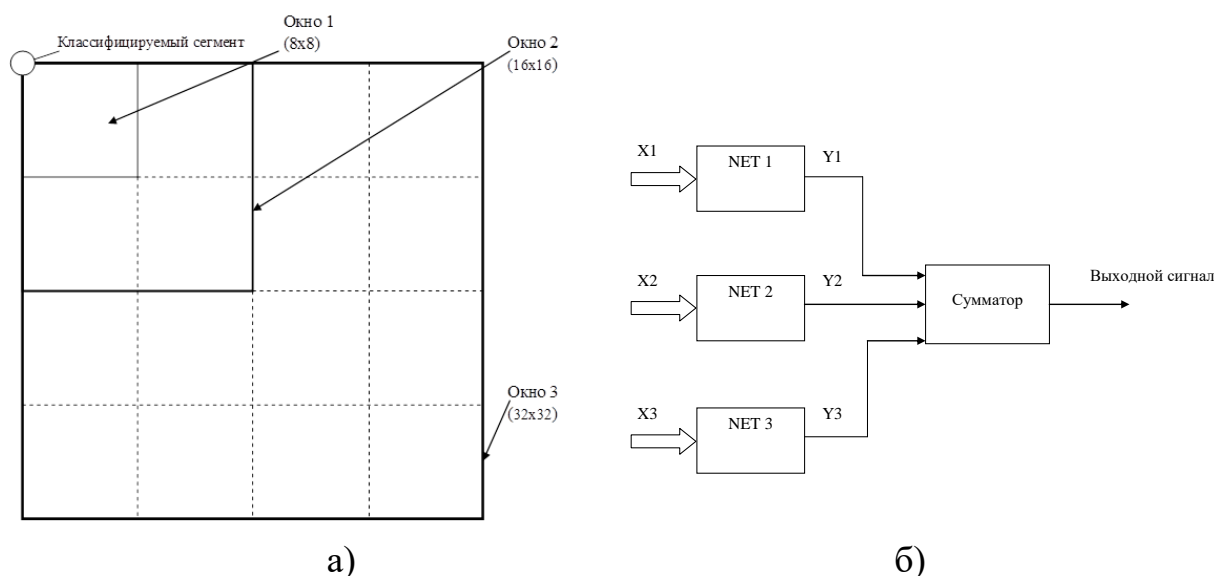 Классифицируемый сегмент
Окно 1
(8x8)
Окно 2
(16x16)
Окно 3
(32x32)
а)
X1
NET 1
Y1
X2
NET 2
Y2
X3
NET 3
Y3
Сумматор
Выходной сигнал
б)